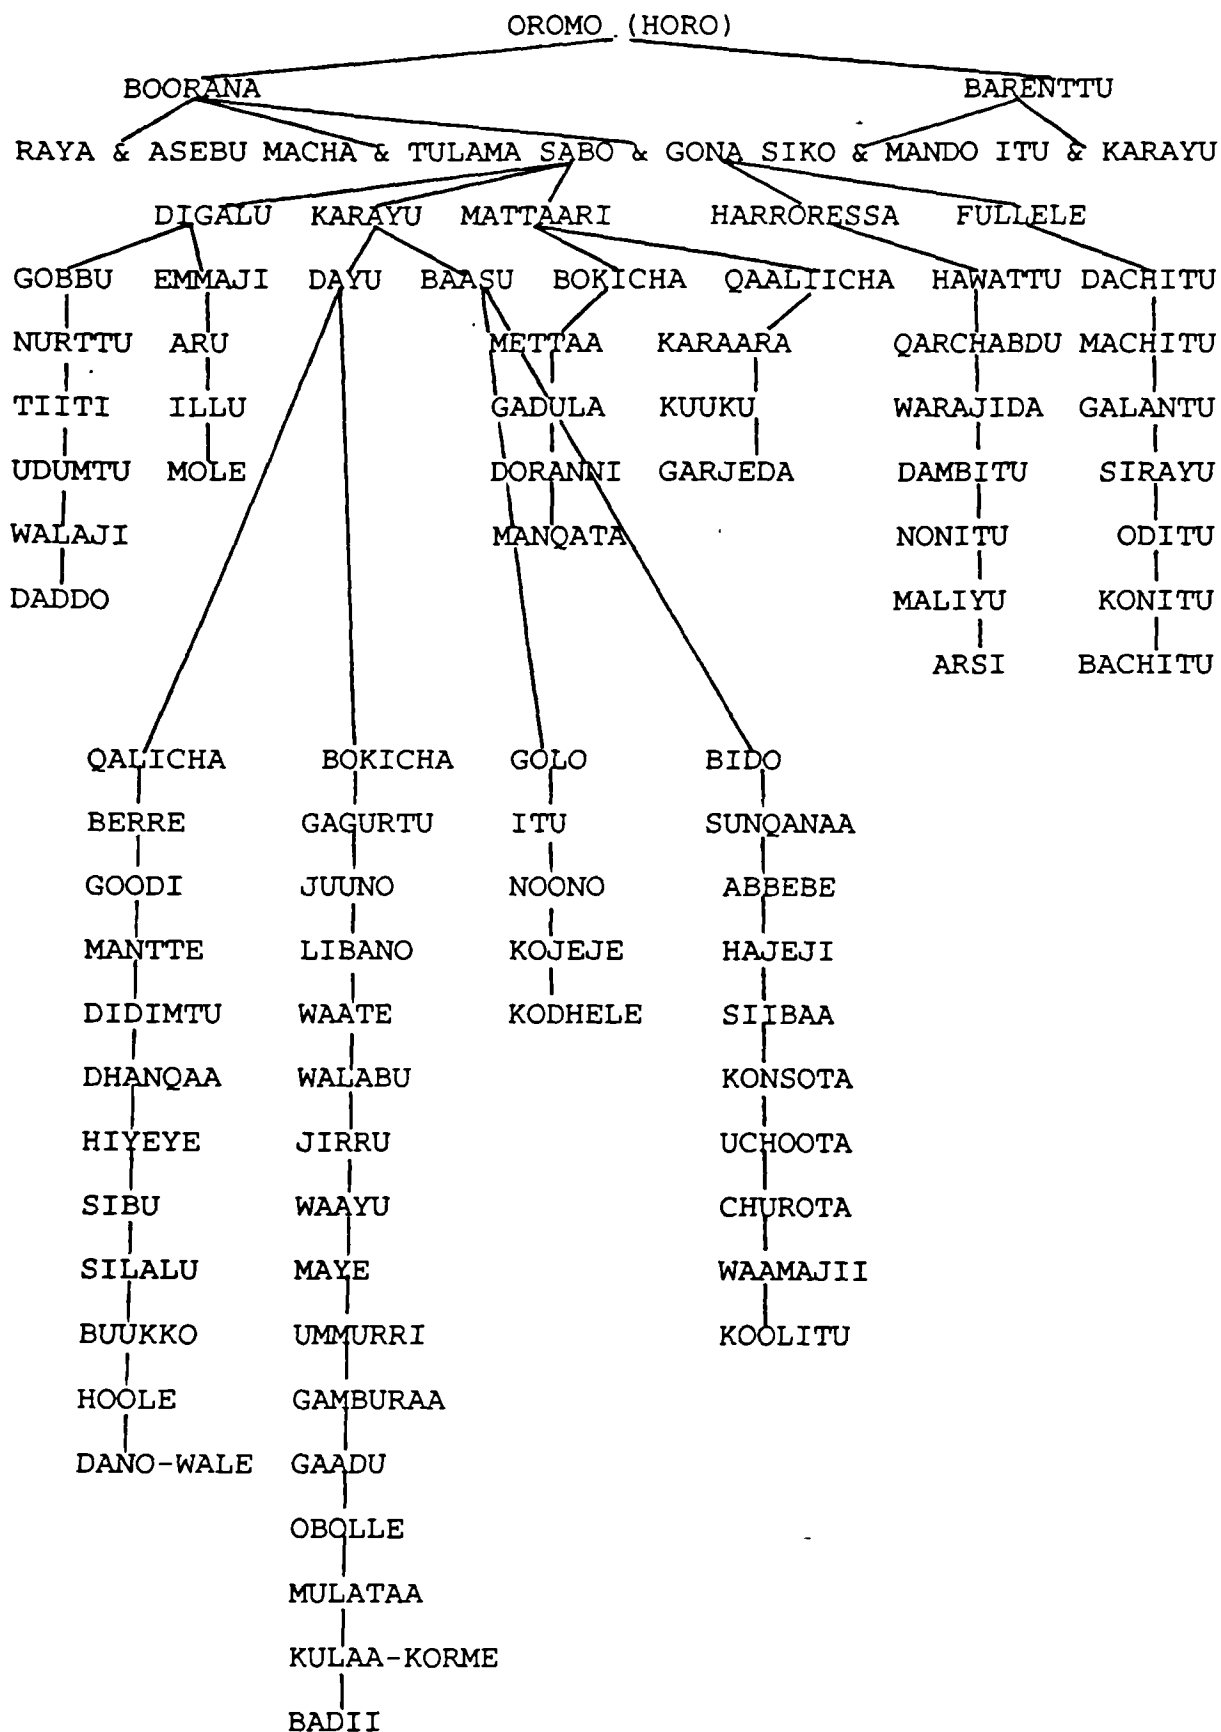 OROMO (HORO)
BOORANA BARENTTU
RAYA & ASEBU MACHA & TULAMA SABO & GONA SIKO & MANDO ITU & KARAYU
DIGALU KARAYU MATTAARI HARRORESSA FULLELE
GOBBU EMMAJI DAYU BAASU BOKICHA QAALIICHA HAWATTU DACHITU
NURTTU ARU METTAA KARAARA QARCHABDU MACHITU
TIITI ILLU GADULA KUUKU WARAJIDA GALANTU
UDUMTU MOLE DORANNI GARJEDA DAMBITU SIRAYU
WALAJI MANQATA NONITU ODITU
DADDO MALIYU KONITU
ARSI BACHITU
QALICHA BOKICHA GOLO BIDO
BERRE GAGURTU ITU SUNQANAA
GOODI JUUNO NOONO ABBEBE
MANTTE LIBANO KOJEJE HAJEJI
DIDIMTU WAATE KODHELE SIIBAA
DHANQAA WALABU KONSOTA
HIYEYE JIRRU UCHOOTA
SIBU WAAYU CHUROTA
SILALU MAYE WAAMAJII
BUUKKO UMMURRI KOOLITU
HOOLE GAMBURAA
DANO-WALE GAADU
OBOLLE
MULATAA
KULAA-KORME
BADII